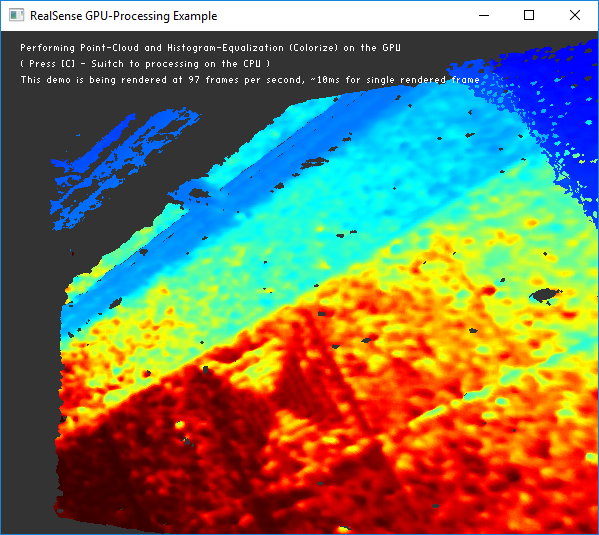 RealSense GPU-Processing Example
Performing Point-Cloud and Histogram-Equalization (Colorize) on the GPU
( Press [C] - Suitch to processing on the CPU )
This demo is being rendered at 97 frames per second, ~10ms for single rendered frame